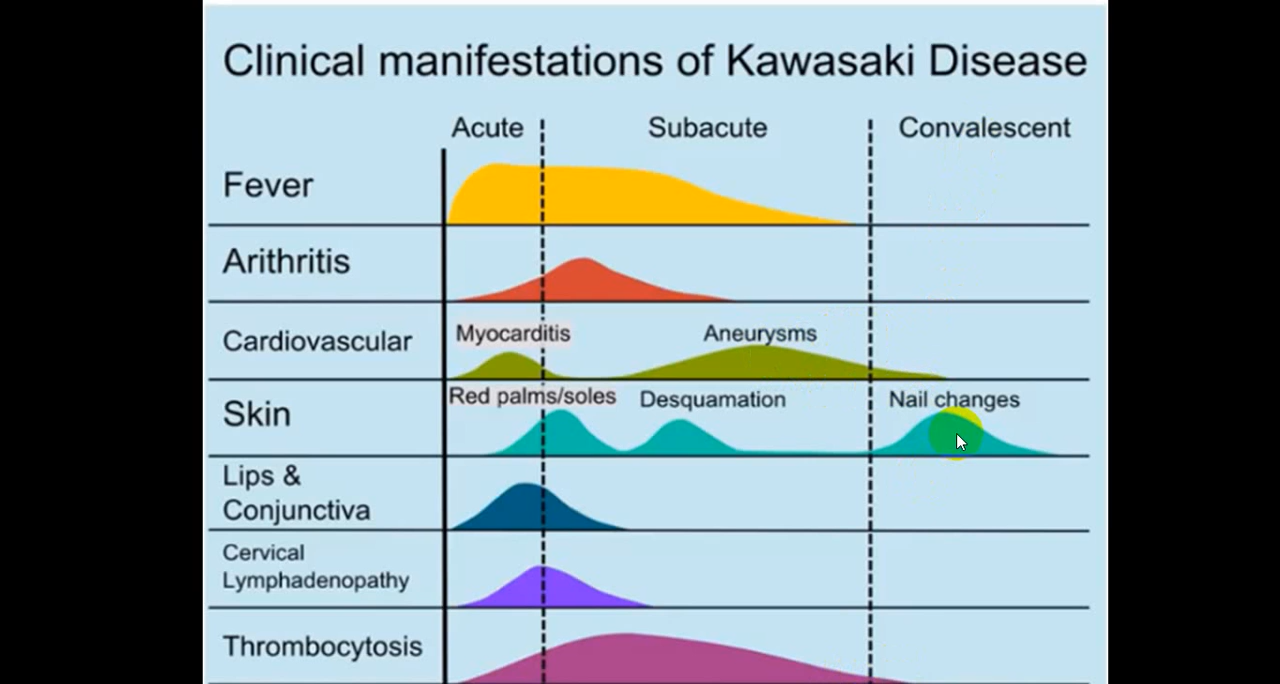 Clinical manifestations of Kawasaki Disease
Acute Subacute Convalescent
Fever
Arithritis
Cardiovascular Myocarditis Aneurysms
Skin Red palms/soles Desquamation Nail changes
Lips &
Conjunctiva
Cervical
Lymphadenopathy
Thrombocytosis